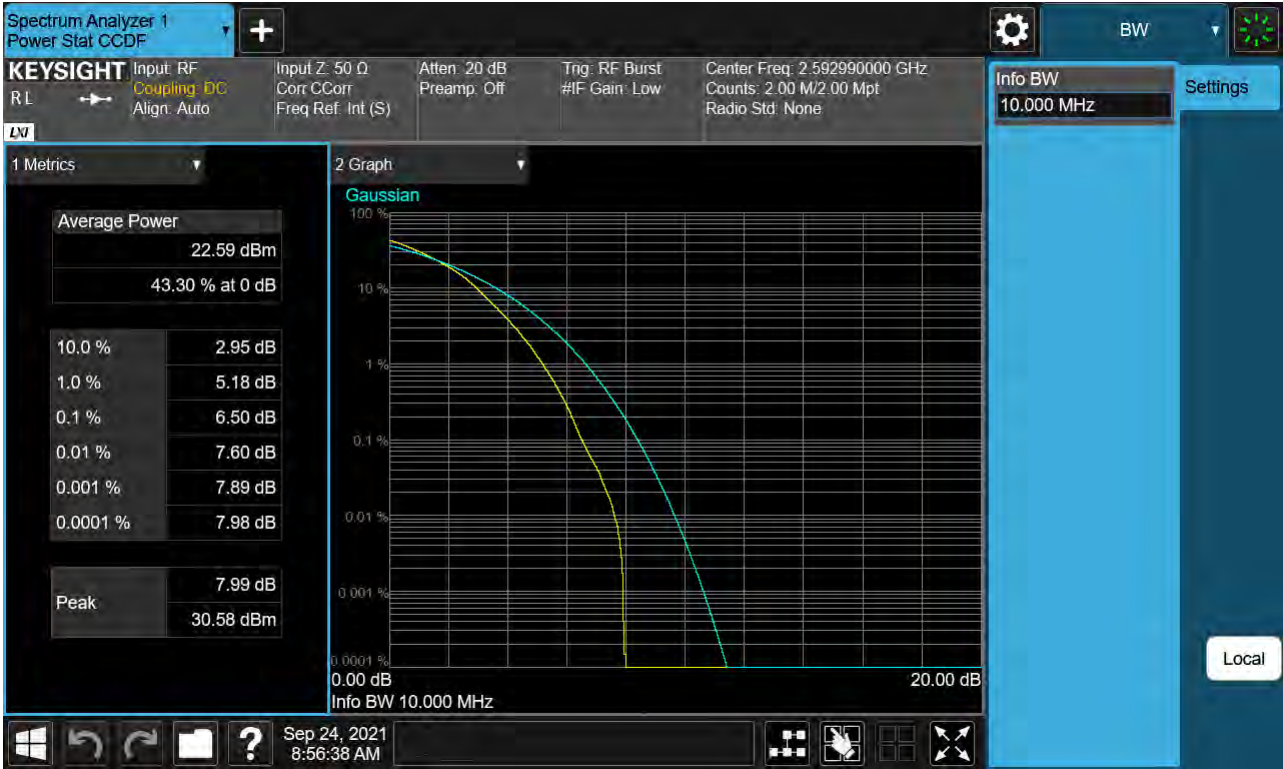 Spectrum Analyzer 1
Power Stat CCDF
+
BW
KEYSIGHT
R L
LXI
Input: RF
Coupling: DC
Align: Auto
Input Z: 50 Ω
Corr CCorr
Freq Ref: Int (S)
Atten: 20 dB
Preamp: Off
Trig: RF Burst
#IF Gain: Low
Center Freq: 2.592990000 GHz
Counts: 2.00 M/2.00 Mpt
Radio Std: None
Info BW
10.000 MHz
Settings
1 Metrics
Average Power
22.59 dBm
43.30 % at 0 dB
10.0 % 2.95 dB
1.0 % 5.18 dB
0.1 % 6.50 dB
0.01 % 7.60 dB
0.001 % 7.89 dB
0.0001 % 7.98 dB
Peak
7.99 dB
30.58 dBm
2 Graph
Gaussian
100 %
10 %
1 %
0.1 %
0.01 %
0.001 %
0.0001 %
0.00 dB 20.00 dB
Info BW 10.000 MHz
Local
?
Sep 24, 2021
8:56:38 AM